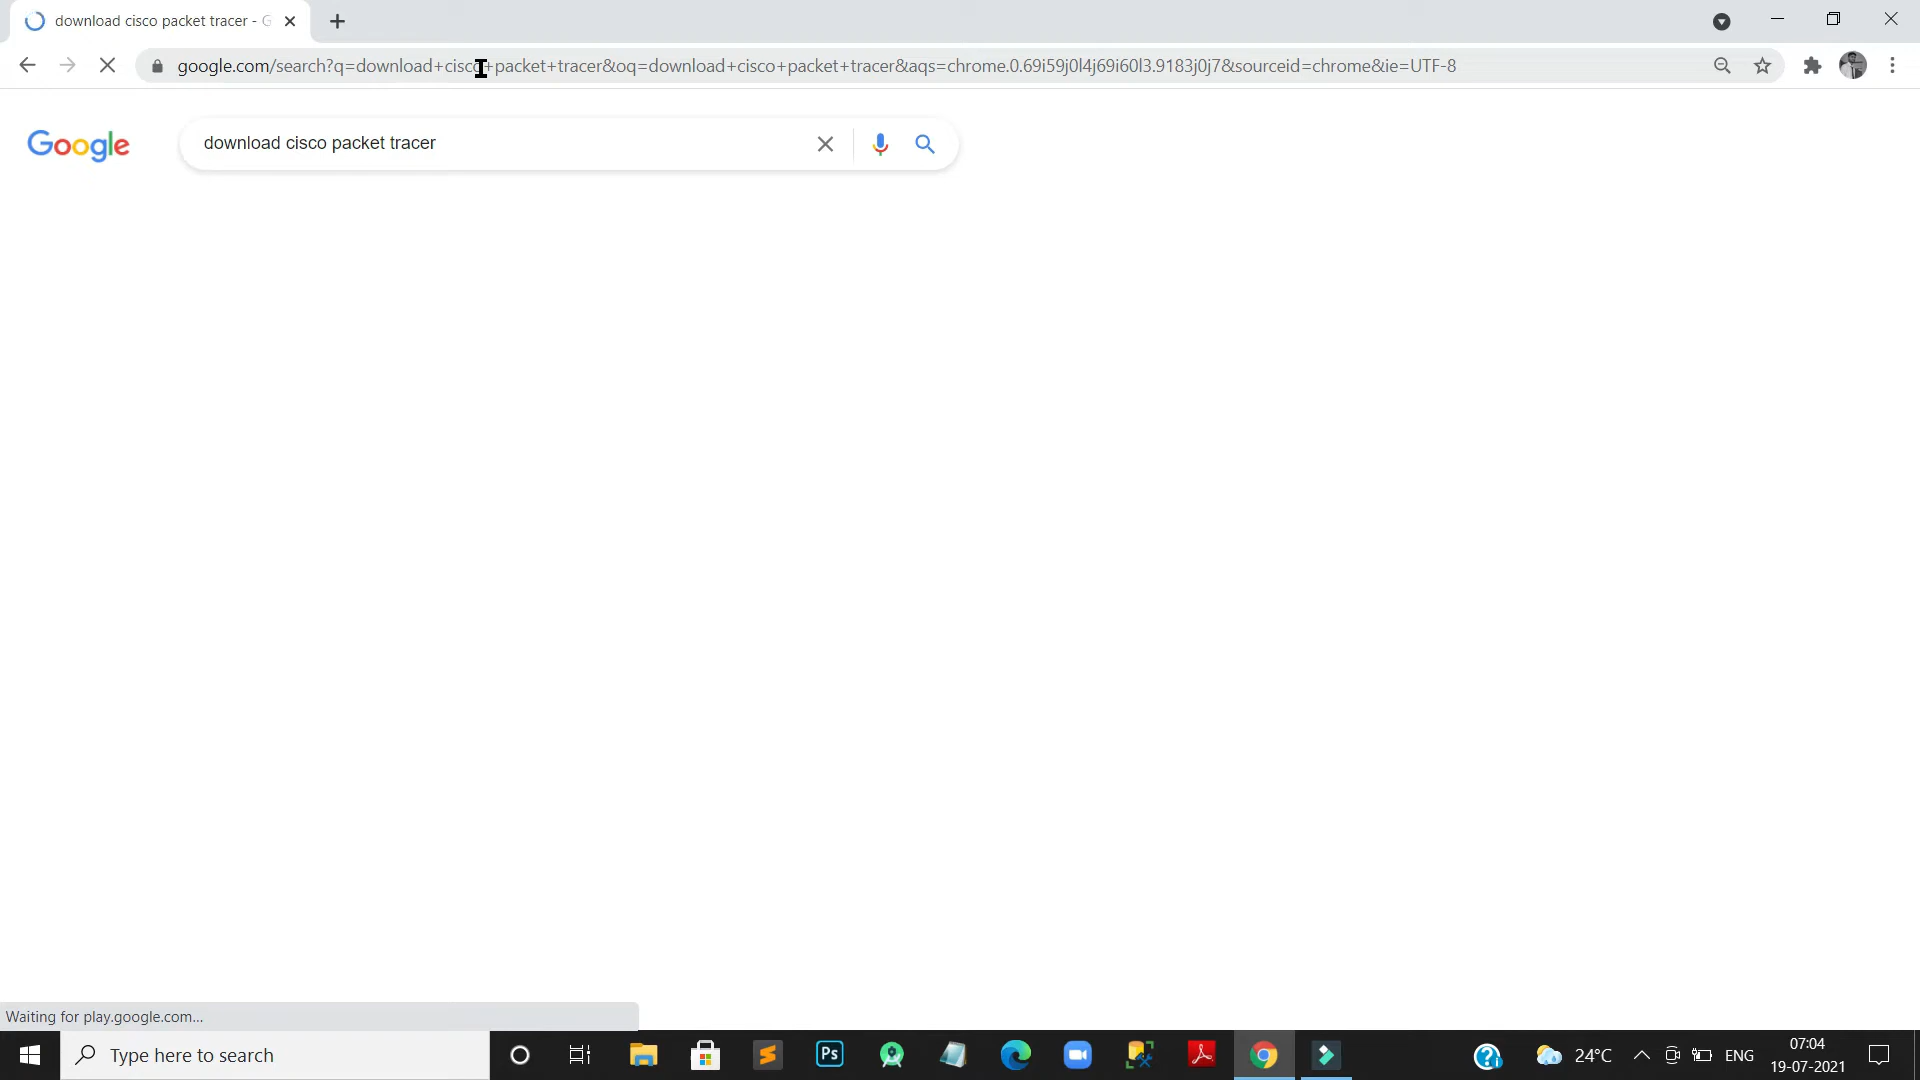 download cisco packet tracer - G
google.com/search?q=download+cisco+packet+tracer&oq=download+cisco+packet+tracer&aqs=chrome.0.69i59j0l4j69i60l3.9183j0j7&sourceid=chrome&ie=UTF-8
Google
download cisco packet tracer
Waiting for play.google.com...
Type here to search
Ps
24°C
ENG
07:04
19-07-2021